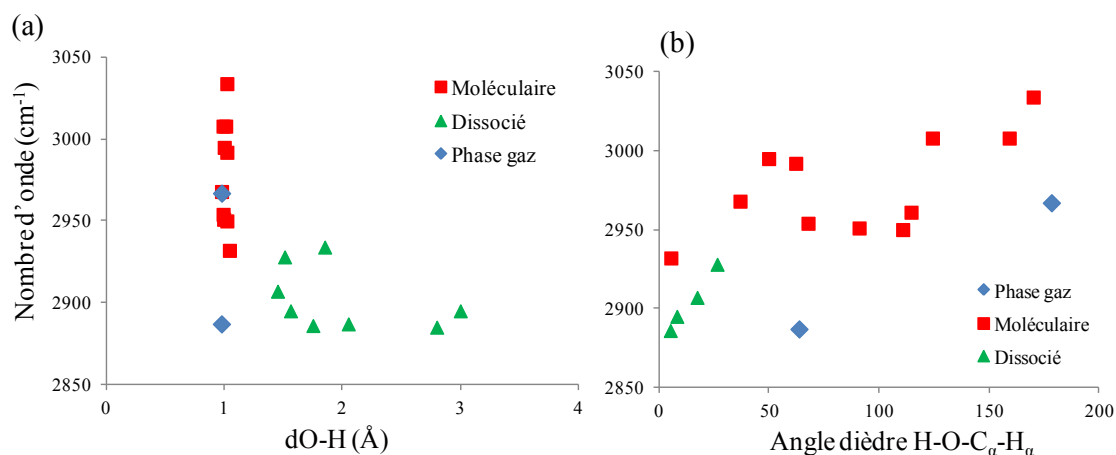 (a)
Nombre d'onde (cm-1)
3050
3000
2950
2900
2850
0
1
2
3
4
dO-H (Å)
Moléculaire
Dissocié
Phase gaz
(b)
3050
3000
2950
2900
2850
0
50
100
150
200
Angle dièdre H-O-Cα-Hα
Phase gaz
Moléculaire
Dissocié